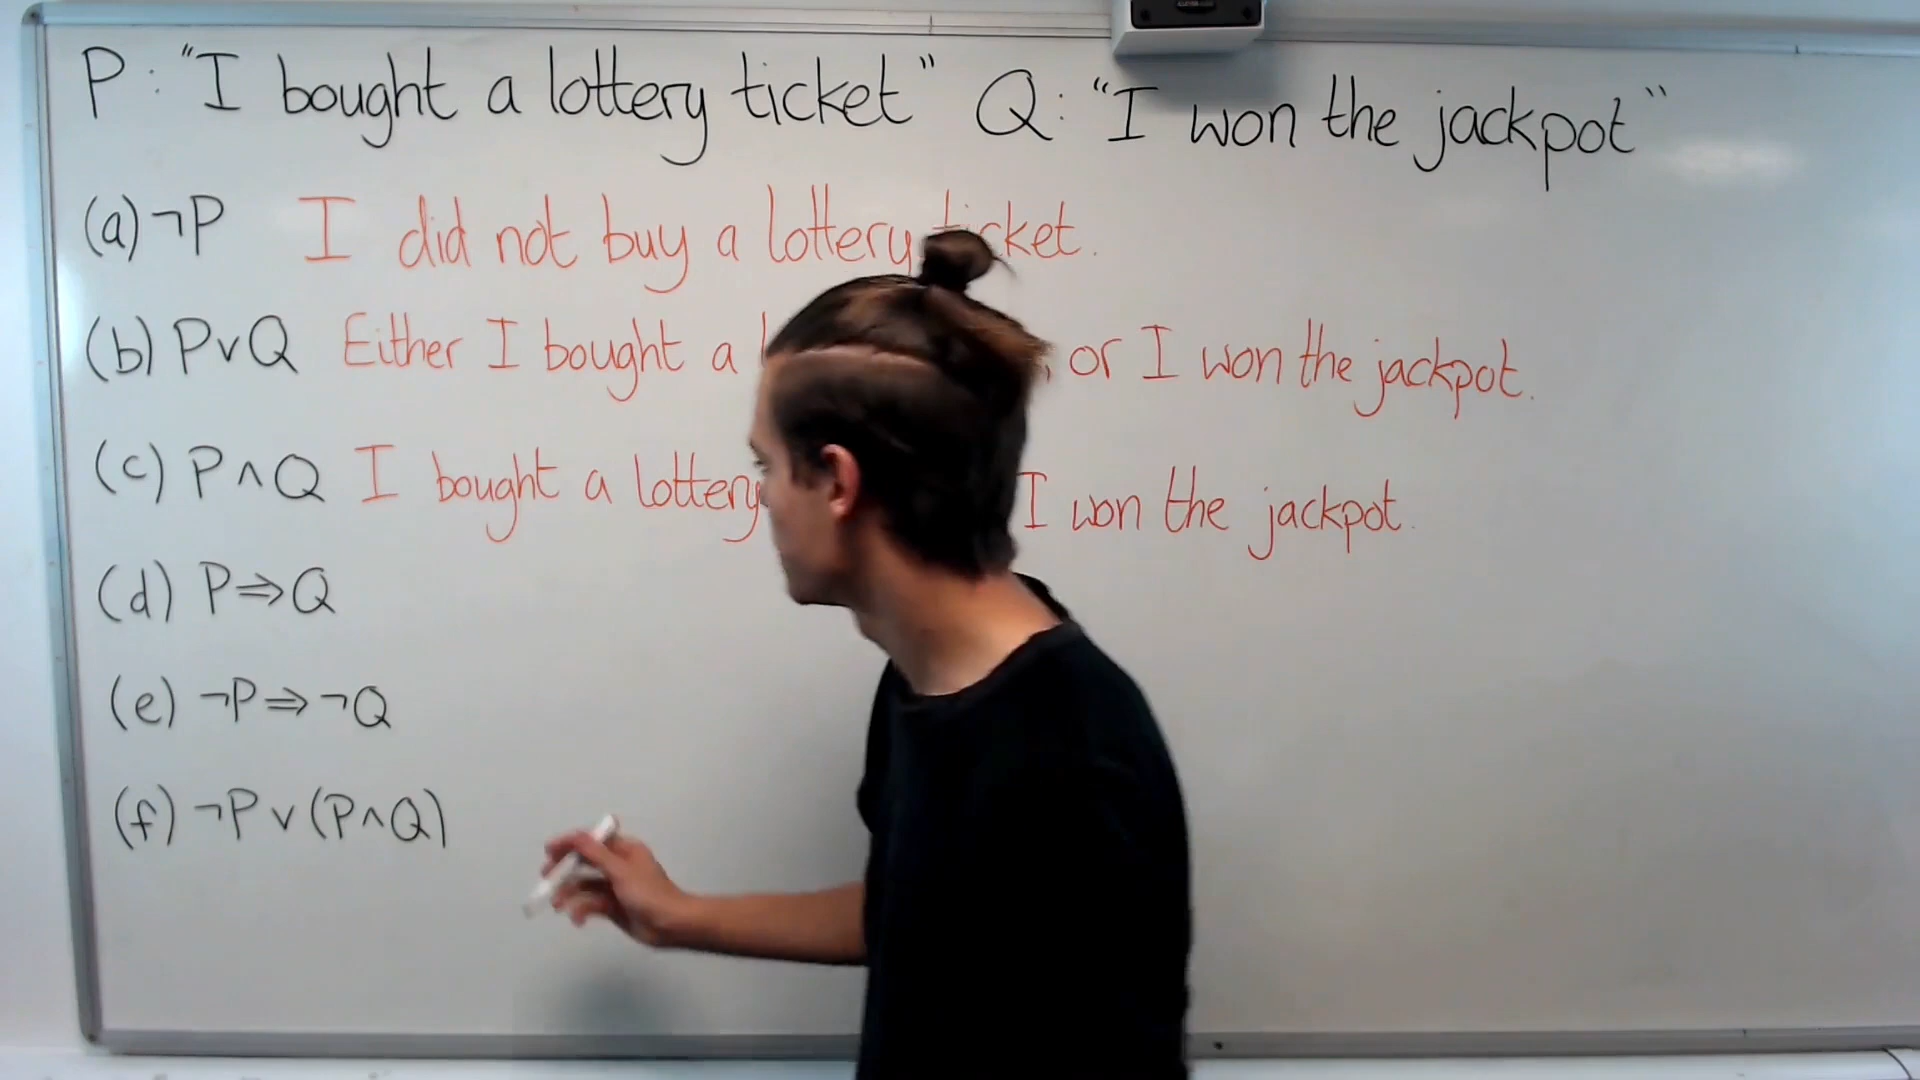 P: "I bought a lottery ticket" Q: "I won the jackpot"
(a) ¬P I did not buy a lottery ticket.
(b) P∨Q Either I bought a , or I won the jackpot.
(c) P∧Q I bought a lottery I won the jackpot.
(d) P⇒Q
(e) ¬P⇒¬Q
(f) ¬P∨(P∧Q)